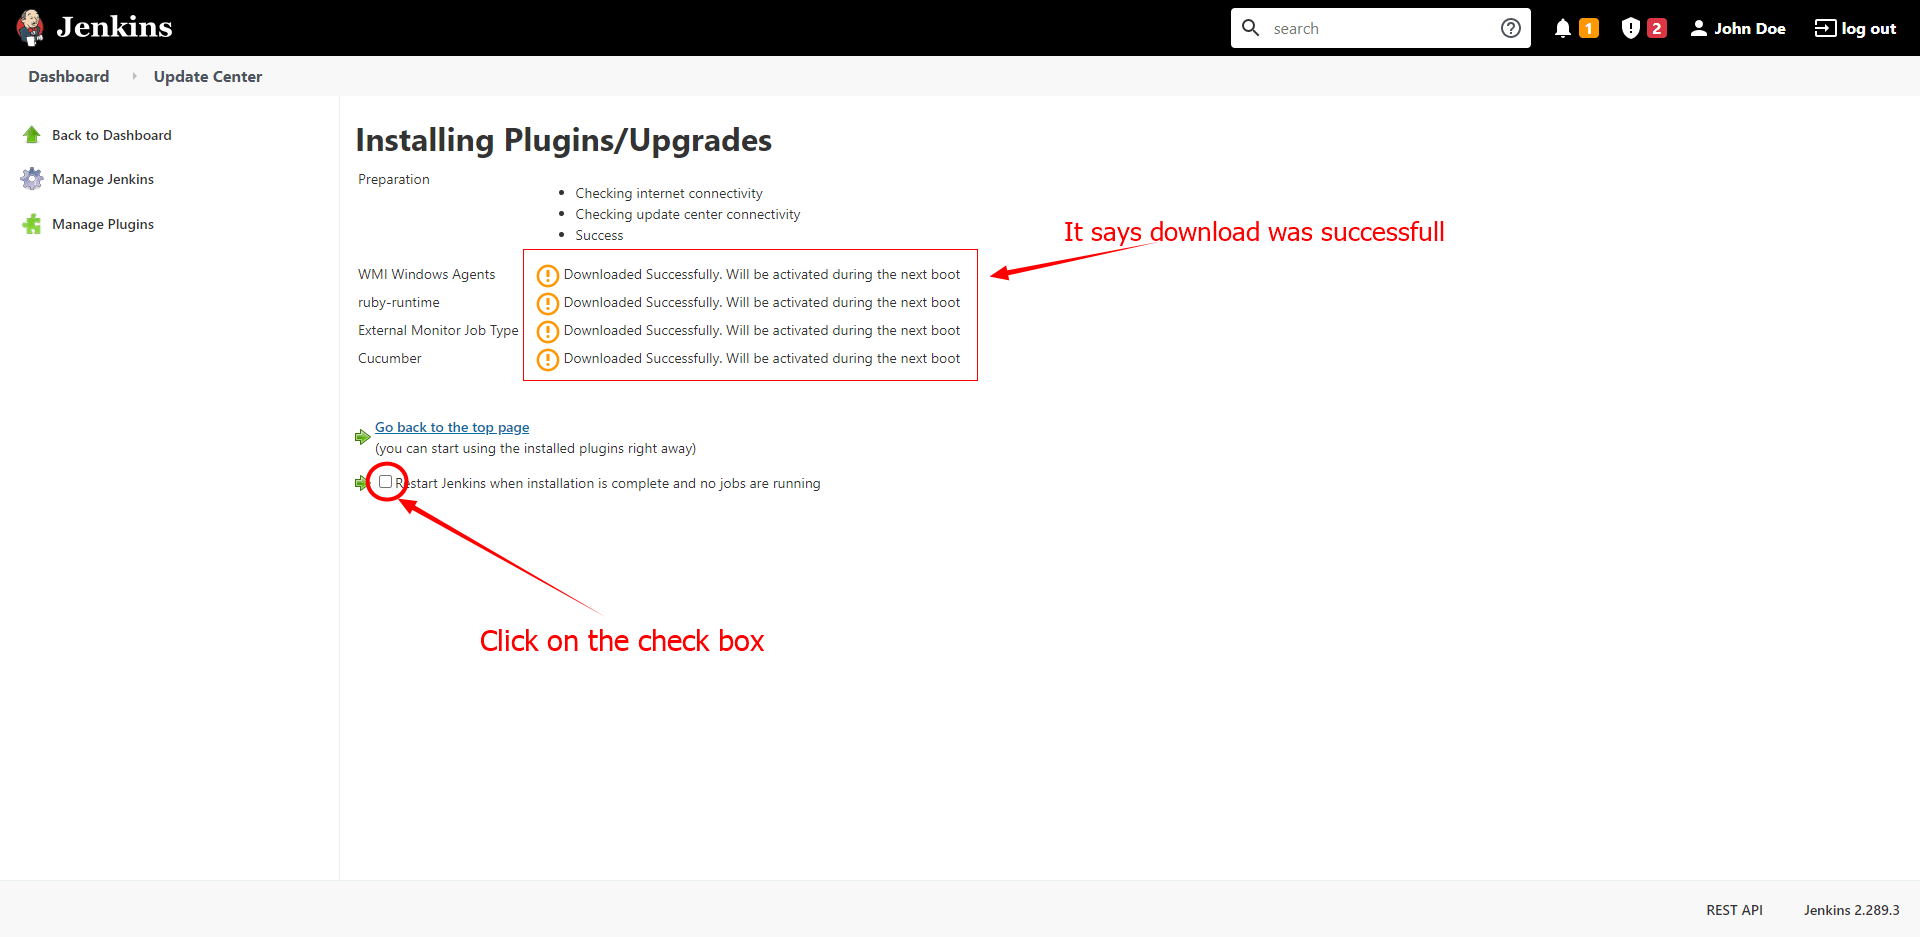 Jenkins
search
1
2
John Doe
log out
Dashboard
Update Center
Back to Dashboard
Manage Jenkins
Manage Plugins
Installing Plugins/Upgrades
Preparation
Checking internet connectivity
Checking update center connectivity
Success
It says download was successfull
WMI Windows Agents Downloaded Successfully. Will be activated during the next boot
ruby-runtime Downloaded Successfully. Will be activated during the next boot
External Monitor Job Type Downloaded Successfully. Will be activated during the next boot
Cucumber Downloaded Successfully. Will be activated during the next boot
Go back to the top page
(you can start using the installed plugins right away)
Restart Jenkins when installation is complete and no jobs are running
Click on the check box
REST API
Jenkins 2.289.3